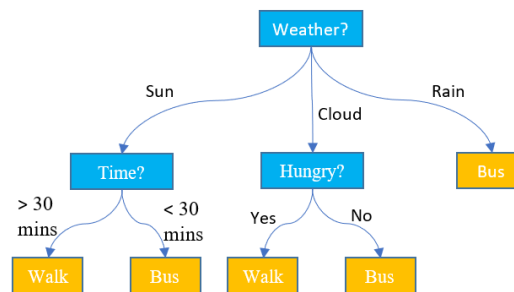 Weather?
Sun
Cloud
Rain
Time?
Hungry?
Bus
> 30
mins
< 30
mins
Yes
No
Walk
Bus
Walk
Bus